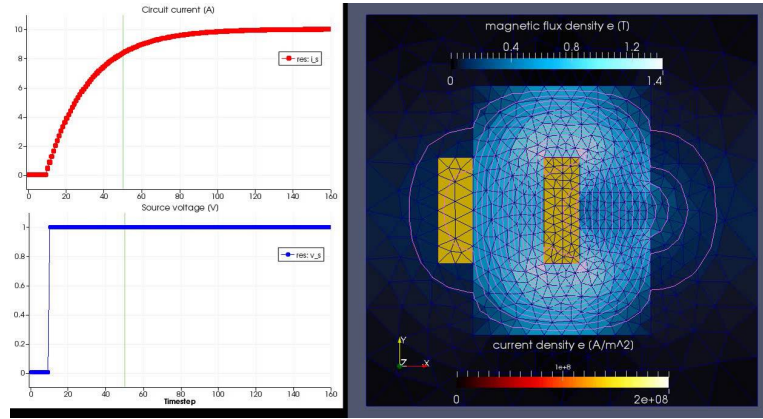 Circuit current (A)
10
8
6
4
2
0
res: i_s
0 20 40 60 80 100 120 140 160
Timestep
Source voltage (V)
1
0.8
0.6
0.4
0.2
0
res: v_s
0 20 40 60 80 100 120 140 160
Timestep
magnetic flux density e (T)
0.4 0.8 1.2
0 1.4
Y
Z X
current density e (A/m^2)
1e+8
0 2e+08